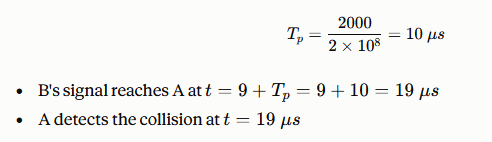 T_p = 2000 / (2 × 10^8) = 10 μs
• B's signal reaches A at t = 9 + T_p = 9 + 10 = 19 μs
• A detects the collision at t = 19 μs